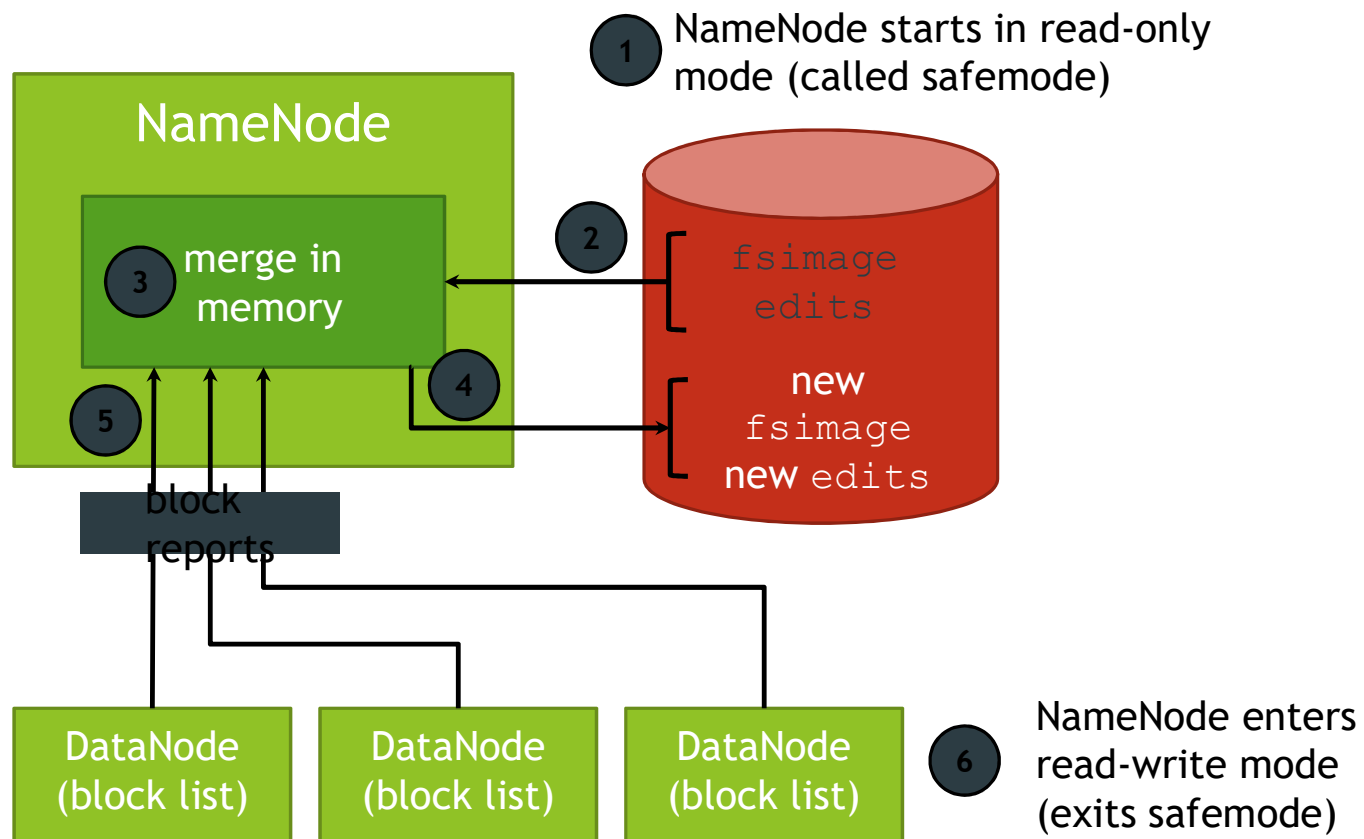 1
NameNode starts in read-only
mode (called safemode)
NameNode
2
fsimage
edits
3
merge in
memory
4
new
fsimage
new edits
5
block
reports
DataNode
(block list)
DataNode
(block list)
DataNode
(block list)
6
NameNode enters
read-write mode
(exits safemode)